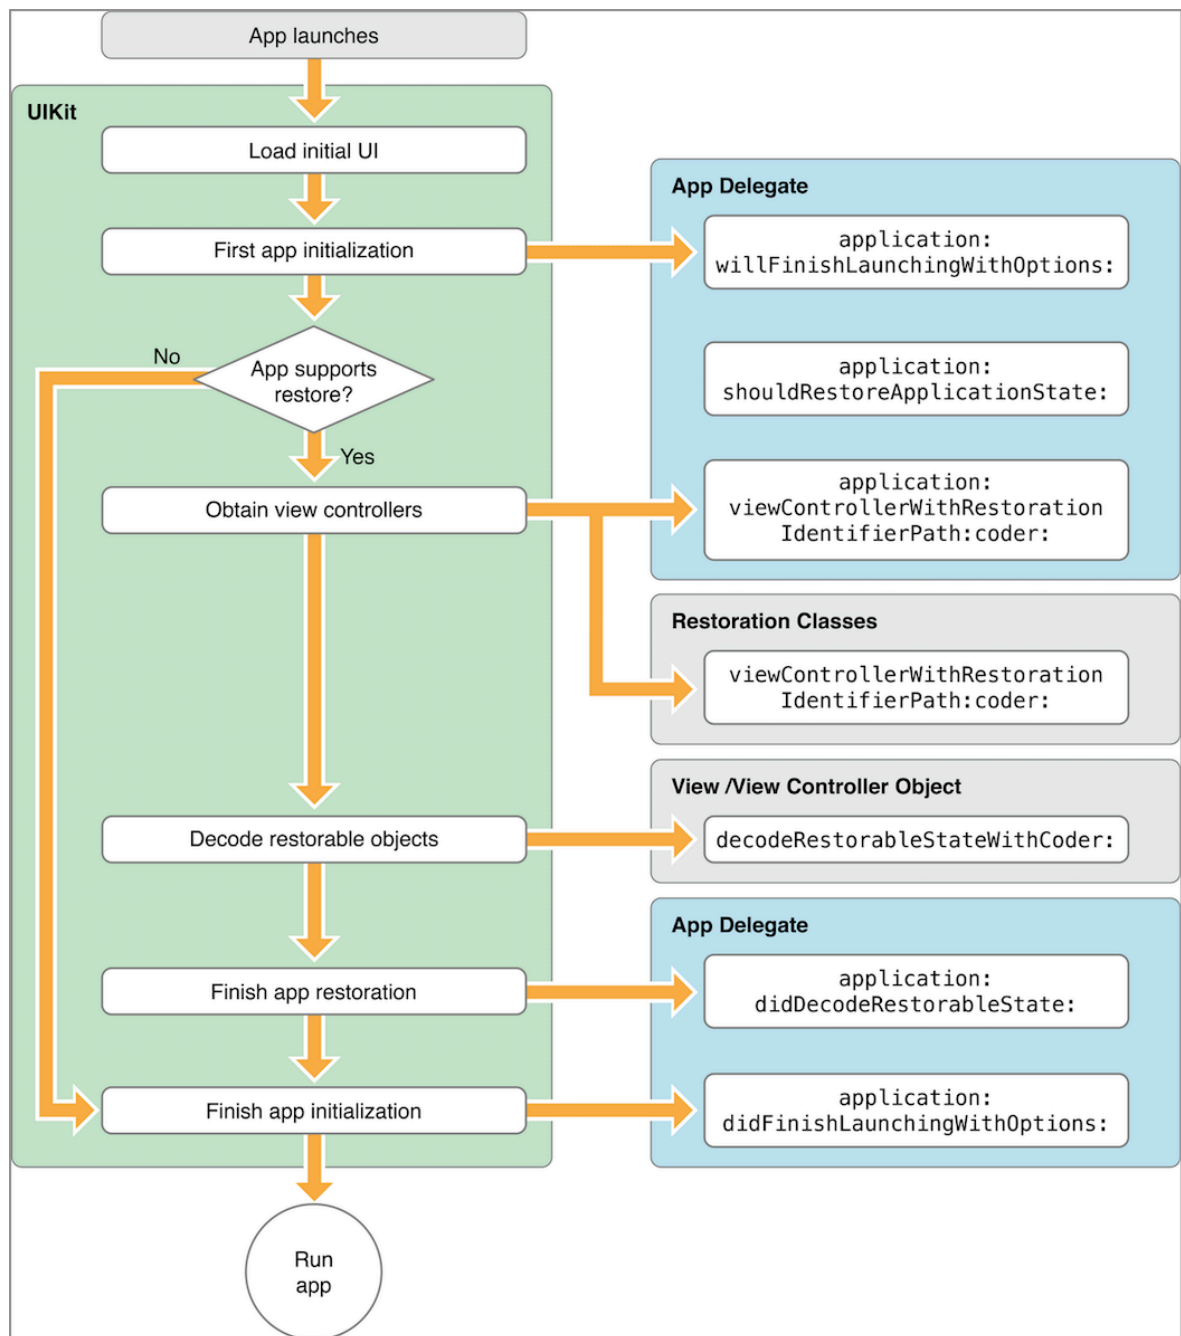 App launches
UIKit
Load initial UI
First app initialization
App Delegate
application:
willFinishLaunchingWithOptions:
No
App supports
restore?
application:
shouldRestoreApplicationState:
Yes
Obtain view controllers
application:
viewControllerWithRestoration
IdentifierPath:coder:
Restoration Classes
viewControllerWithRestoration
IdentifierPath:coder:
View /View Controller Object
Decode restorable objects
decodeRestorableStateWithCoder:
App Delegate
Finish app restoration
application:
didDecodeRestorableState:
Finish app initialization
application:
didFinishLaunchingWithOptions:
Run
app